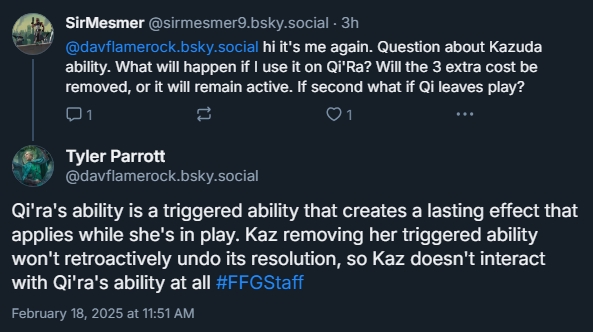 SirMesmer @sirmesmer9.bsky.social · 3h
@davflamerock.bsky.social hi it's me again. Question about Kazuda
ability. What will happen if I use it on Qi'Ra? Will the 3 extra cost be
removed, or it will remain active. If second what if Qi leaves play?
1
1
Tyler Parrott
@davflamerock.bsky.social
Qi'ra's ability is a triggered ability that creates a lasting effect that
applies while she's in play. Kaz removing her triggered ability
won't retroactively undo its resolution, so Kaz doesn't interact
with Qi'ra's ability at all #FFGStaff
February 18, 2025 at 11:51 AM